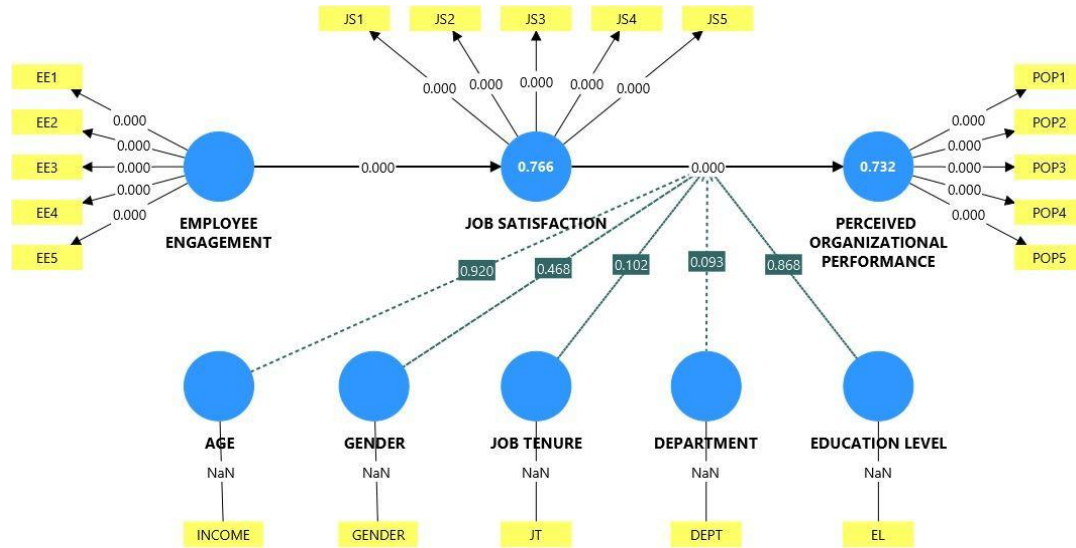 JS1
JS2
JS3
JS4
JS5
EE1
EE2
EE3
EE4
EE5
0.000
0.000
0.000
0.000
0.000
0.000
0.000
0.000
0.000
0.000
POP1
POP2
POP3
POP4
POP5
0.000
0.000
0.000
0.000
0.000
0.000
0.766
0.000
0.732
EMPLOYEE
ENGAGEMENT
JOB SATISFACTION
PERCEIVED
ORGANIZATIONAL
PERFORMANCE
0.920
0.468
0.102
0.093
0.868
AGE
GENDER
JOB TENURE
DEPARTMENT
EDUCATION LEVEL
NaN
NaN
NaN
NaN
NaN
INCOME
GENDER
JT
DEPT
EL